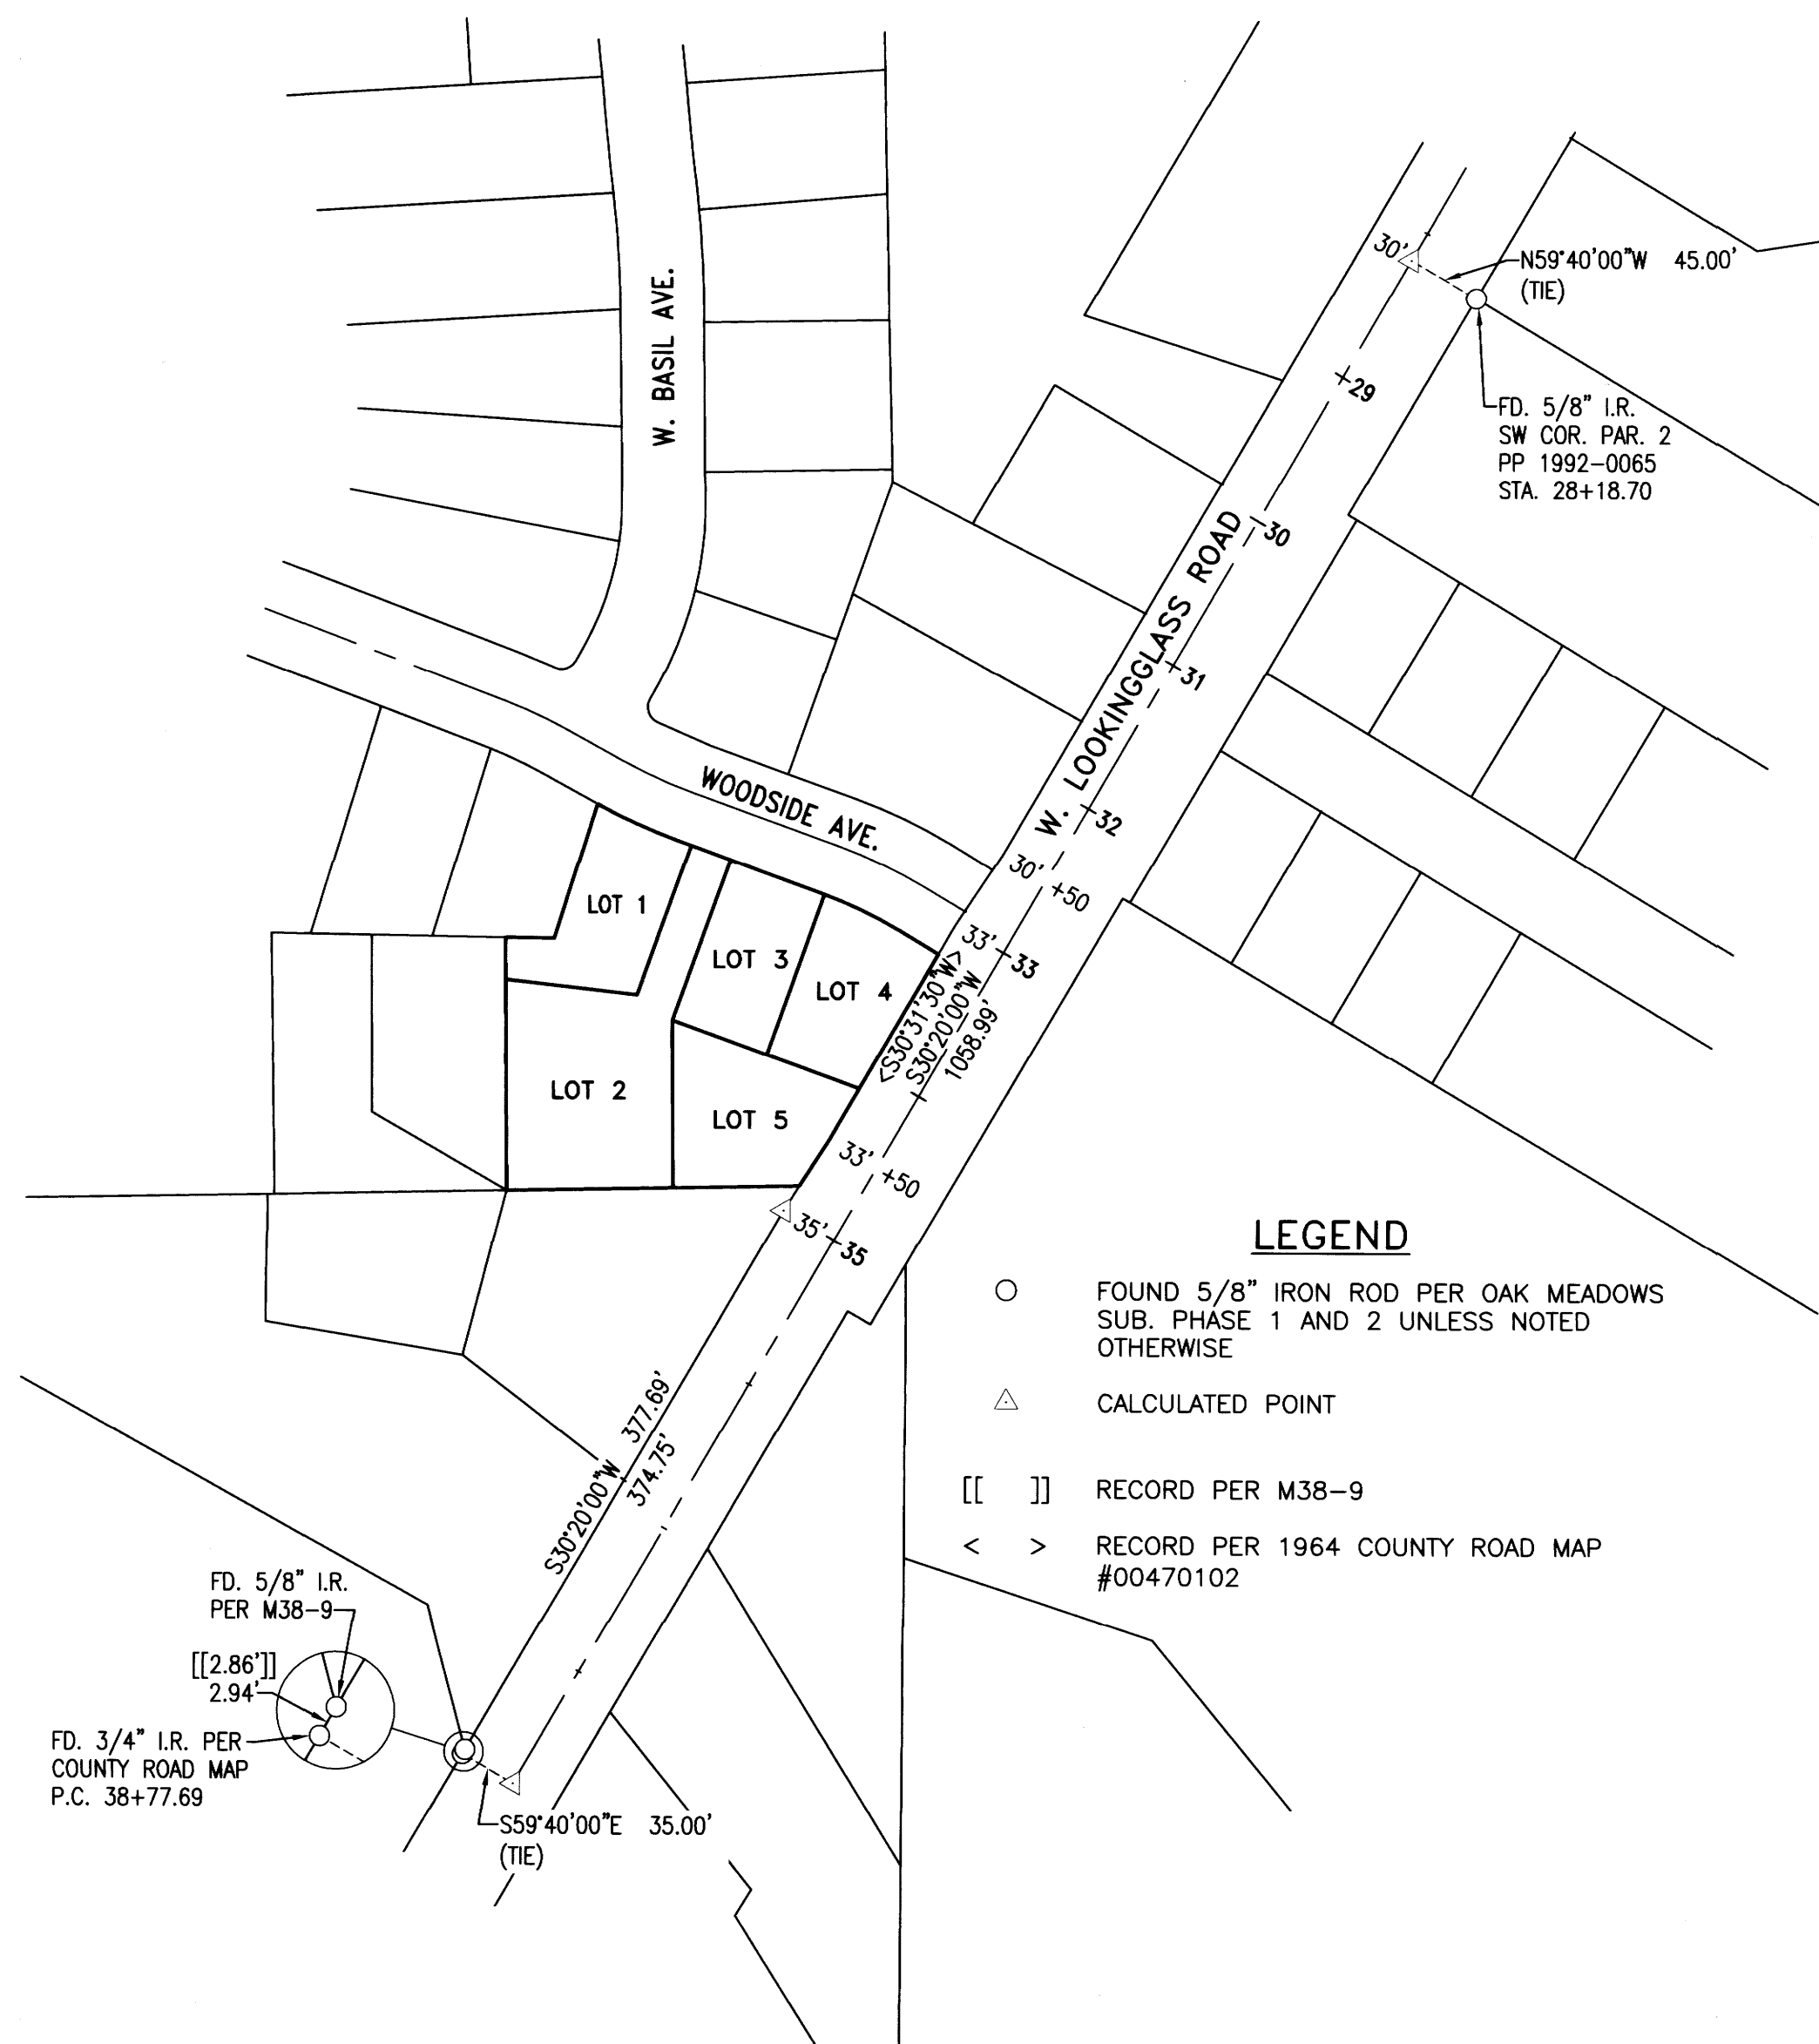 30'
N59°40'00"W 45.00'
(TIE)
W. BASIL AVE.
+29
FD. 5/8" I.R.
SW COR. PAR. 2
PP 1992-0065
STA. 28+18.70
30
W. LOOKINGGLASS ROAD
+31
WOODSIDE AVE.
+32
30' +50
LOT 1
33' 33
LOT 3
LOT 4
<S30°31'30"W>
S30°20'00"W
1058.99'
LOT 2
LOT 5
33' +50
35' +35
LEGEND
FOUND 5/8" IRON ROD PER OAK MEADOWS
SUB. PHASE 1 AND 2 UNLESS NOTED
OTHERWISE
CALCULATED POINT
[[ ]] RECORD PER M38-9
< > RECORD PER 1964 COUNTY ROAD MAP
#00470102
S30°20'00"W 377.69'
374.75'
FD. 5/8" I.R.
PER M38-9
[[2.86']]
2.94'
FD. 3/4" I.R. PER
COUNTY ROAD MAP
P.C. 38+77.69
S59°40'00"E 35.00'
(TIE)